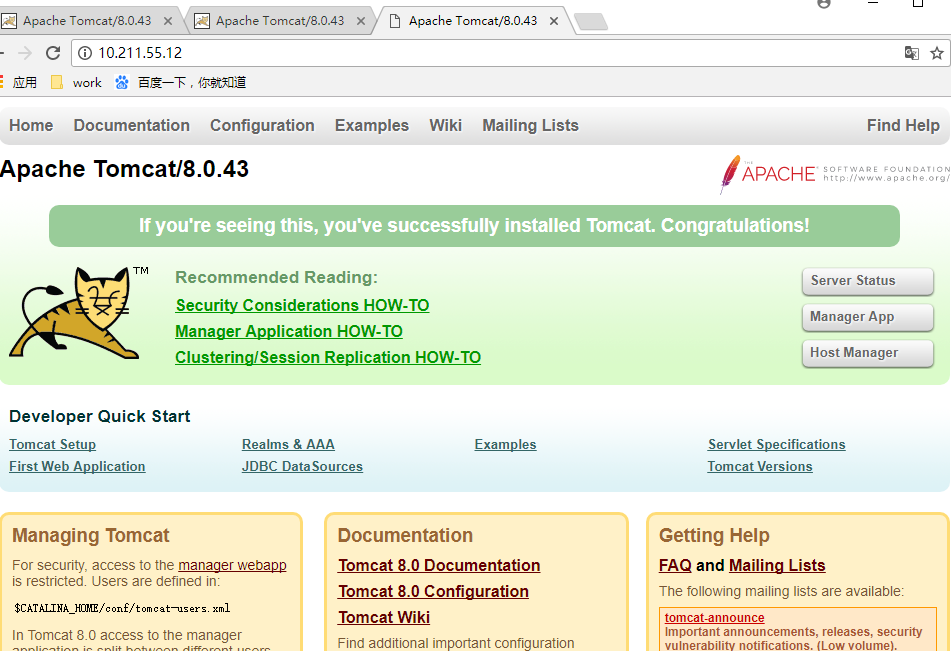 Apache Tomcat/8.0.43 Apache Tomcat/8.0.43 Apache Tomcat/8.0.43
10.211.55.12
应用 work 百度一下，你就知道
Home Documentation Configuration Examples Wiki Mailing Lists Find Help
Apache Tomcat/8.0.43
THE APACHE SOFTWARE FOUNDATION
http://www.apache.org/
If you're seeing this, you've successfully installed Tomcat. Congratulations!
TM
Recommended Reading:
Security Considerations HOW-TO
Manager Application HOW-TO
Clustering/Session Replication HOW-TO
Server Status
Manager App
Host Manager
Developer Quick Start
Tomcat Setup Realms & AAA Examples Servlet Specifications
First Web Application JDBC DataSources Tomcat Versions
Managing Tomcat
For security, access to the manager webapp
is restricted. Users are defined in:
$CATALINA_HOME/conf/tomcat-users.xml
In Tomcat 8.0 access to the manager
application is split between different users.
Documentation
Tomcat 8.0 Documentation
Tomcat 8.0 Configuration
Tomcat Wiki
Find additional important configuration
Getting Help
FAQ and Mailing Lists
The following mailing lists are available:
tomcat-announce
Important announcements, releases, security
vulnerability notifications. (Low volume).